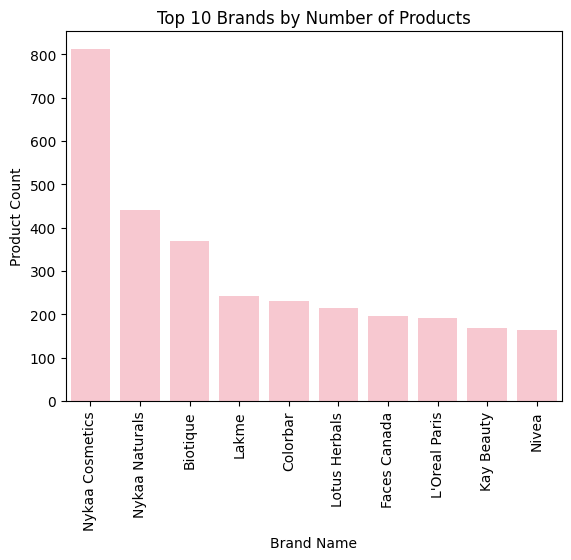 Top 10 Brands by Number of Products
Product Count
800
700
600
500
400
300
200
100
0
Nykaa Cosmetics
Nykaa Naturals
Biotique
Lakme
Colorbar
Lotus Herbals
Faces Canada
L'Oreal Paris
Kay Beauty
Nivea
Brand Name